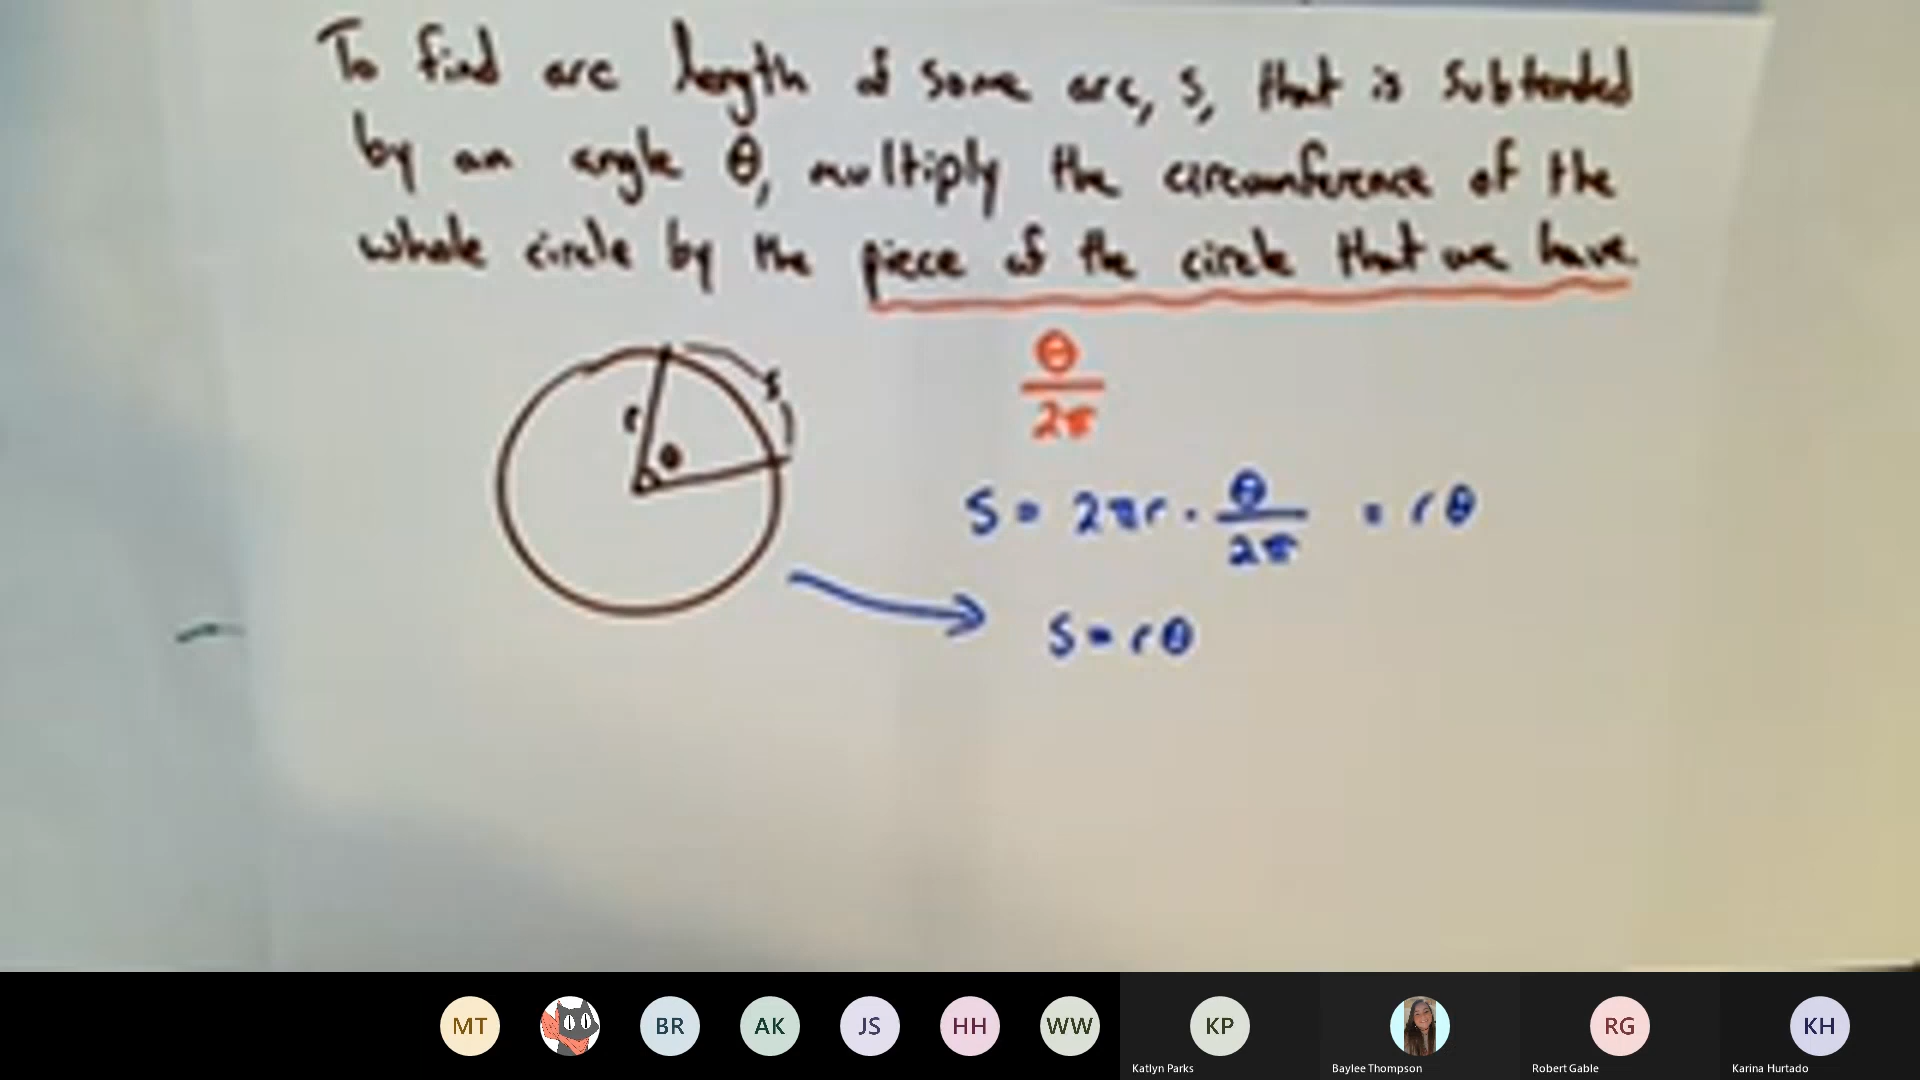 To find arc length of some arc, s, that is subtended
by an angle θ, multiply the circumference of the
whole circle by the piece of the circle that we have.
θ/2π
r
θ
s
S = 2πr · θ/2π = rθ
S = rθ
MT
BR
AK
JS
HH
WW
KP
RG
KH
Katlyn Parks
Baylee Thompson
Robert Gable
Karina Hurtado